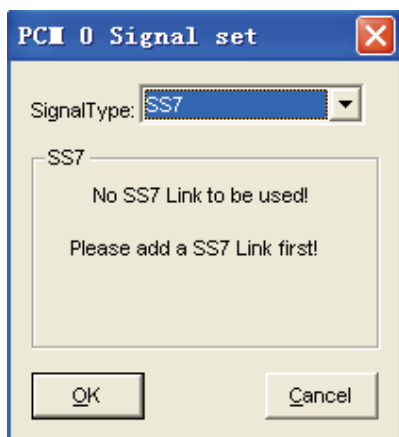 PCM 0 Signal set
SignalType: SS7
SS7
No SS7 Link to be used!
Please add a SS7 Link first!
OK
Cancel